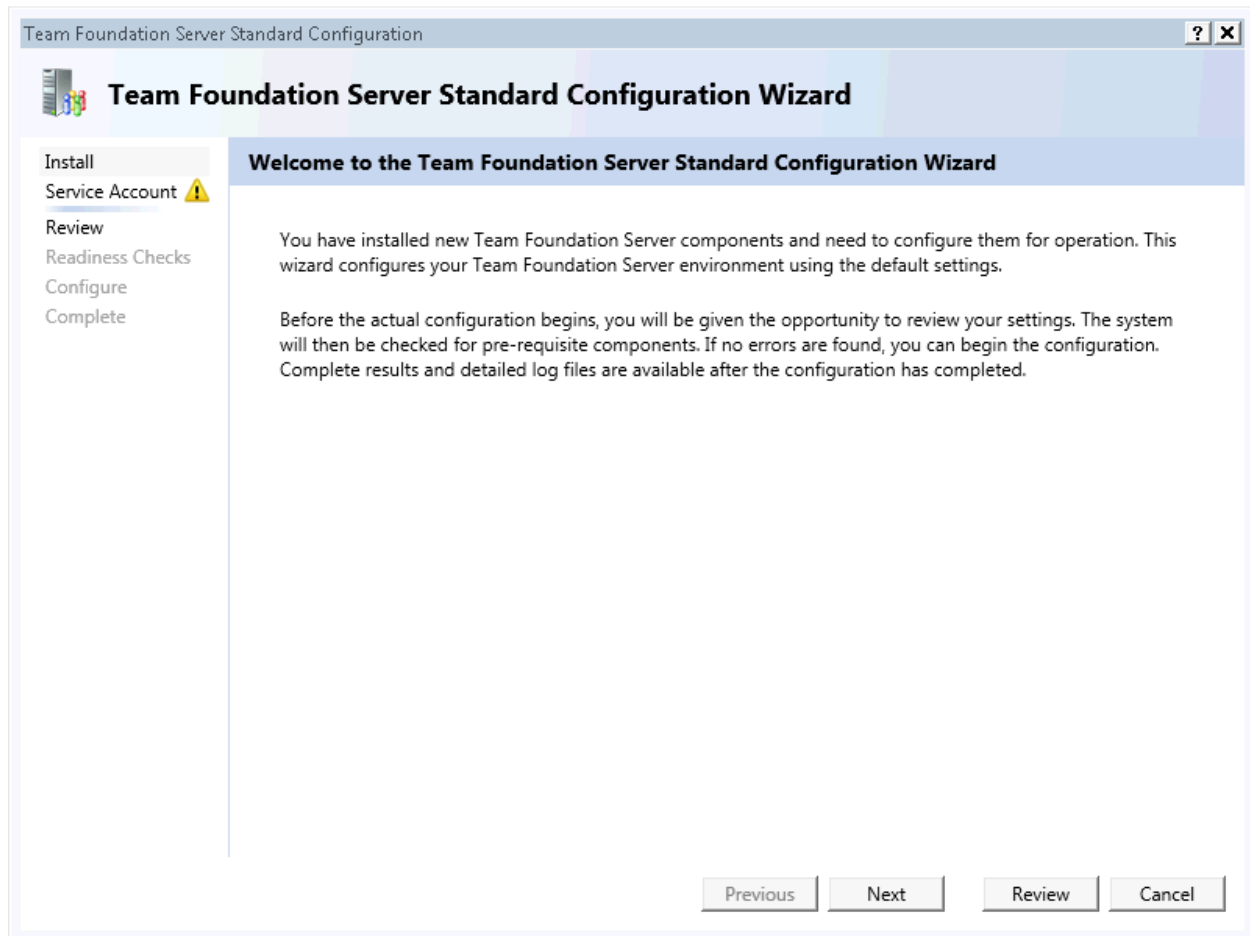 Team Foundation Server Standard Configuration
Team Foundation Server Standard Configuration Wizard
Install
Service Account
Review
Readiness Checks
Configure
Complete
Welcome to the Team Foundation Server Standard Configuration Wizard
You have installed new Team Foundation Server components and need to configure them for operation. This
wizard configures your Team Foundation Server environment using the default settings.
Before the actual configuration begins, you will be given the opportunity to review your settings. The system
will then be checked for pre-requisite components. If no errors are found, you can begin the configuration.
Complete results and detailed log files are available after the configuration has completed.
Previous
Next
Review
Cancel